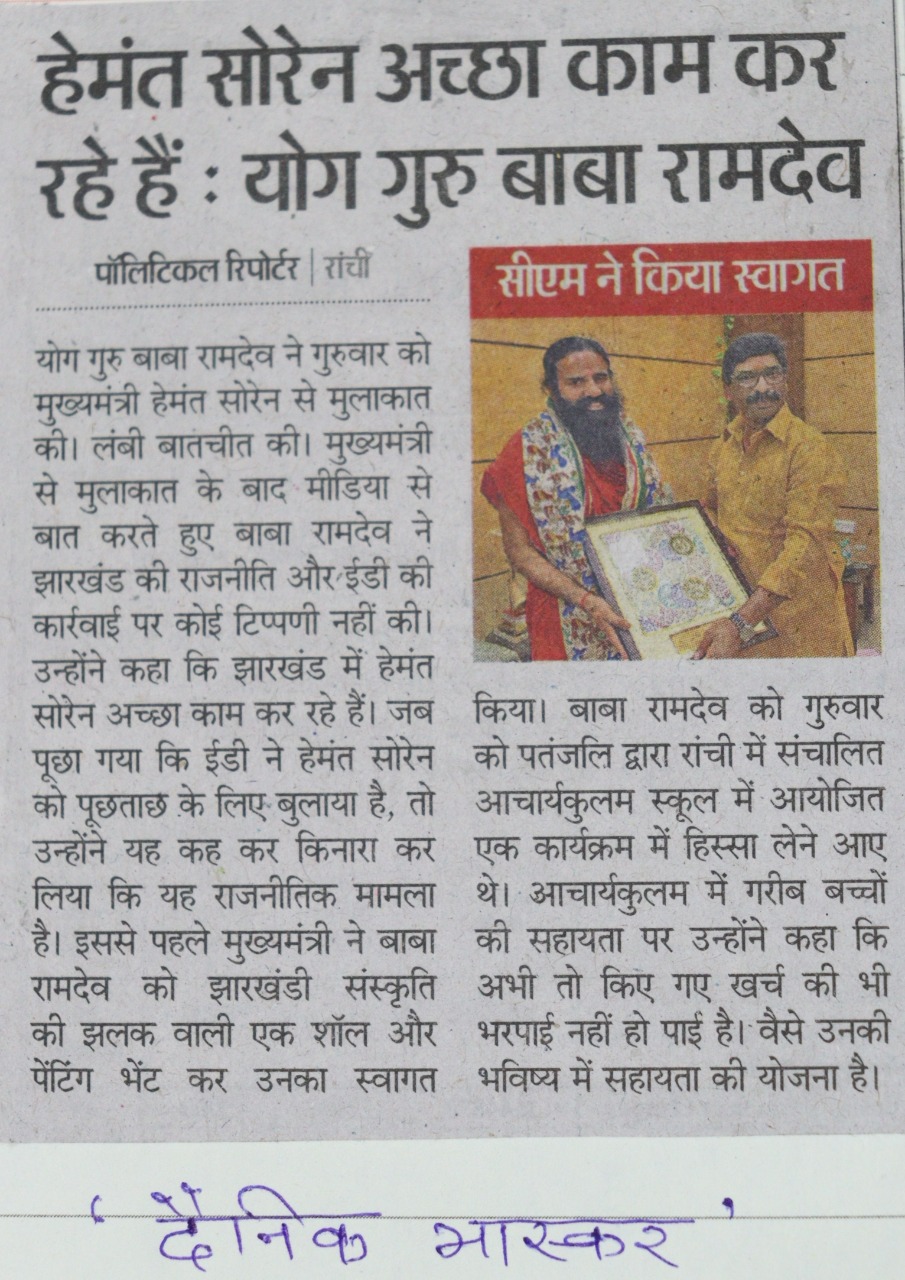 हेमंत सोरेन अच्छा काम कर
रहे हैं : योग गुरु बाबा रामदेव
पॉलिटिकल रिपोर्टर | रांची
योग गुरु बाबा रामदेव ने गुरुवार को
मुख्यमंत्री हेमंत सोरेन से मुलाकात
की। लंबी बातचीत की। मुख्यमंत्री
से मुलाकात के बाद मीडिया से
बात करते हुए बाबा रामदेव ने
झारखंड की राजनीति और ईडी की
कार्रवाई पर कोई टिप्पणी नहीं की।
उन्होंने कहा कि झारखंड में हेमंत
सोरेन अच्छा काम कर रहे हैं। जब
पूछा गया कि ईडी ने हेमंत सोरेन
को पूछताछ के लिए बुलाया है, तो
उन्होंने यह कह कर किनारा कर
लिया कि यह राजनीतिक मामला
है। इससे पहले मुख्यमंत्री ने बाबा
रामदेव को झारखंडी संस्कृति
की झलक वाली एक शॉल और
पेंटिंग भेंट कर उनका स्वागत
सीएम ने किया स्वागत
किया। बाबा रामदेव को गुरुवार
को पतंजलि द्वारा रांची में संचालित
आचार्यकुलम स्कूल में आयोजित
एक कार्यक्रम में हिस्सा लेने आए
थे। आचार्यकुलम में गरीब बच्चों
की सहायता पर उन्होंने कहा कि
अभी तो किए गए खर्च की भी
भरपाई नहीं हो पाई है। वैसे उनकी
भविष्य में सहायता की योजना है।
‘दैनिक भास्कर’